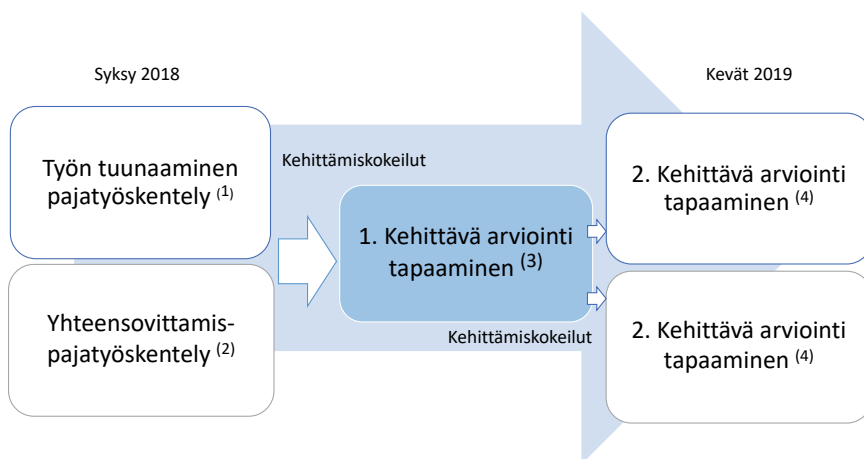 Syksy 2018
Kevät 2019
Työn tuunaaminen
pajatyöskentely (1)
Kehittämiskokeilut
2. Kehittävä arviointi
tapaaminen (4)
1. Kehittävä arviointi
tapaaminen (3)
Yhteensovittamis-
pajatyöskentely (2)
Kehittämiskokeilut
2. Kehittävä arviointi
tapaaminen (4)